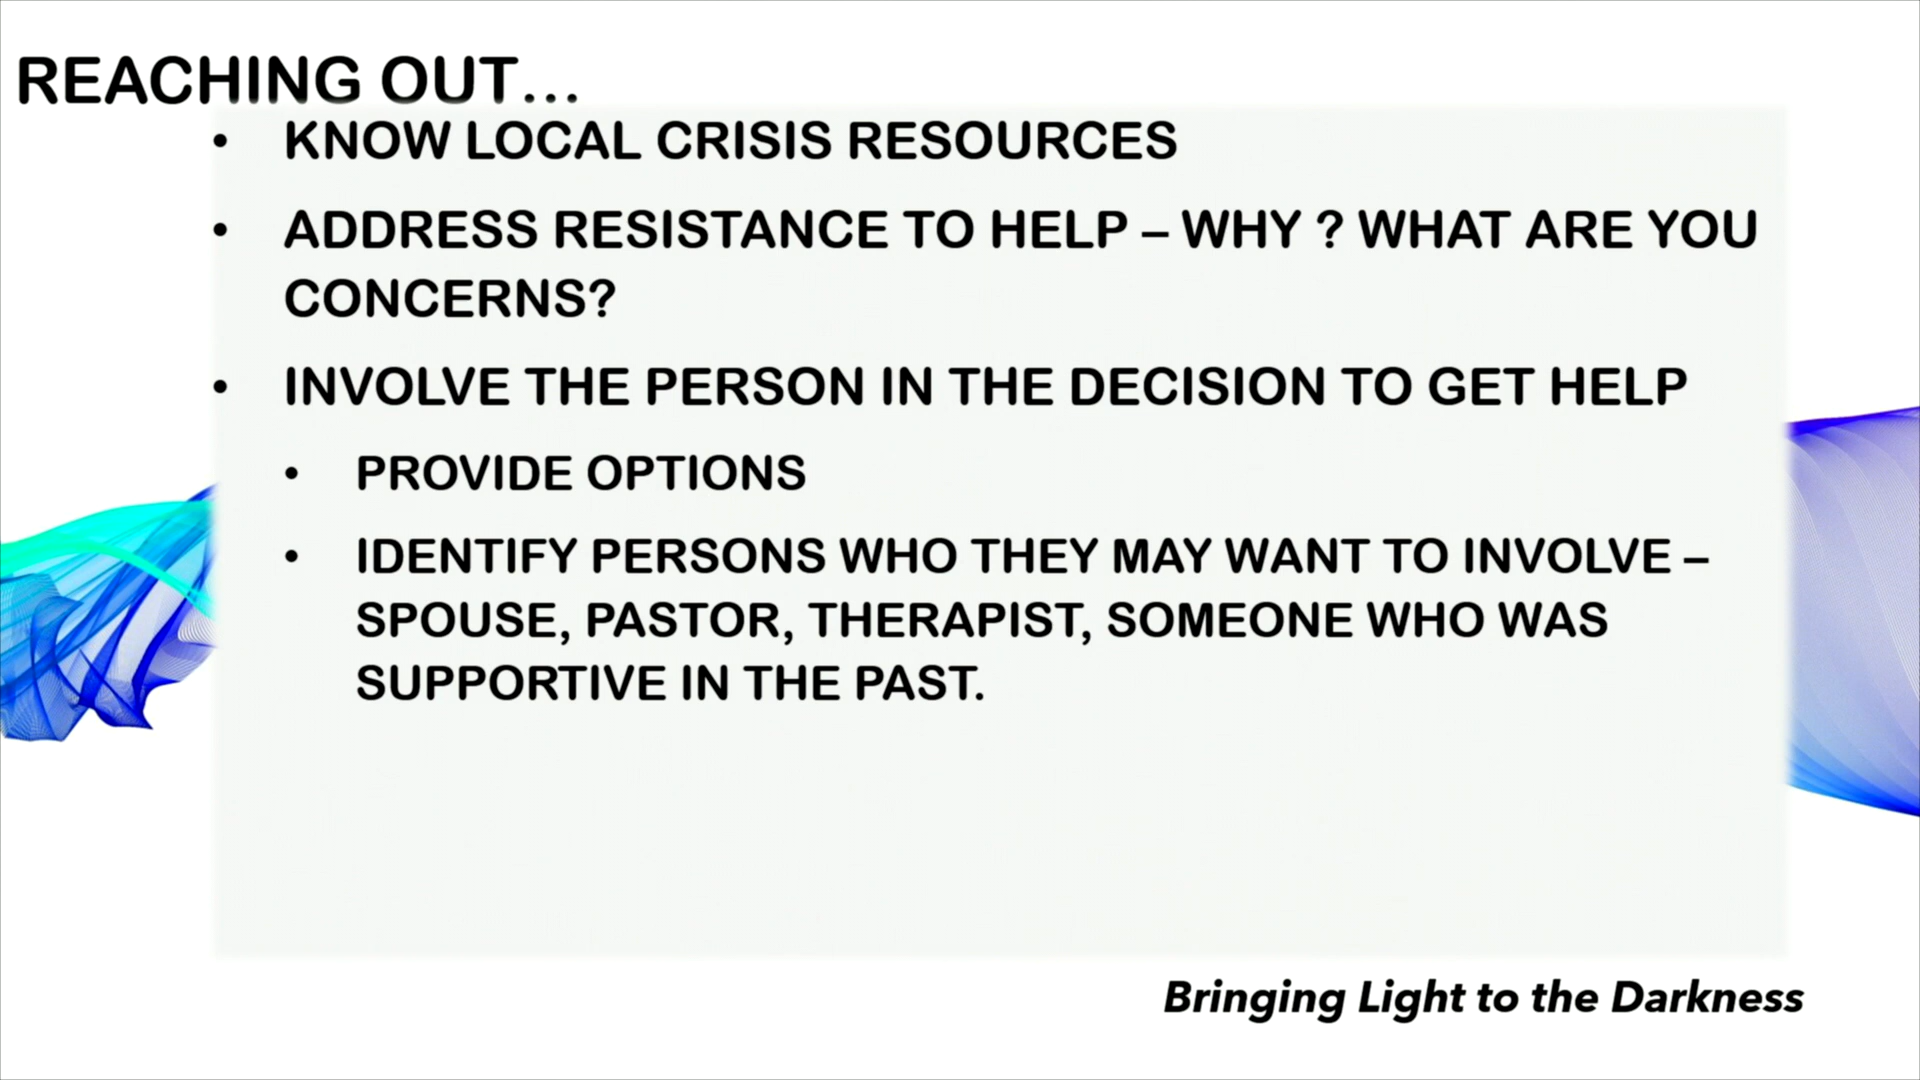 REACHING OUT...
• KNOW LOCAL CRISIS RESOURCES
• ADDRESS RESISTANCE TO HELP – WHY ? WHAT ARE YOU
CONCERNS?
• INVOLVE THE PERSON IN THE DECISION TO GET HELP
• PROVIDE OPTIONS
• IDENTIFY PERSONS WHO THEY MAY WANT TO INVOLVE –
SPOUSE, PASTOR, THERAPIST, SOMEONE WHO WAS
SUPPORTIVE IN THE PAST.
Bringing Light to the Darkness